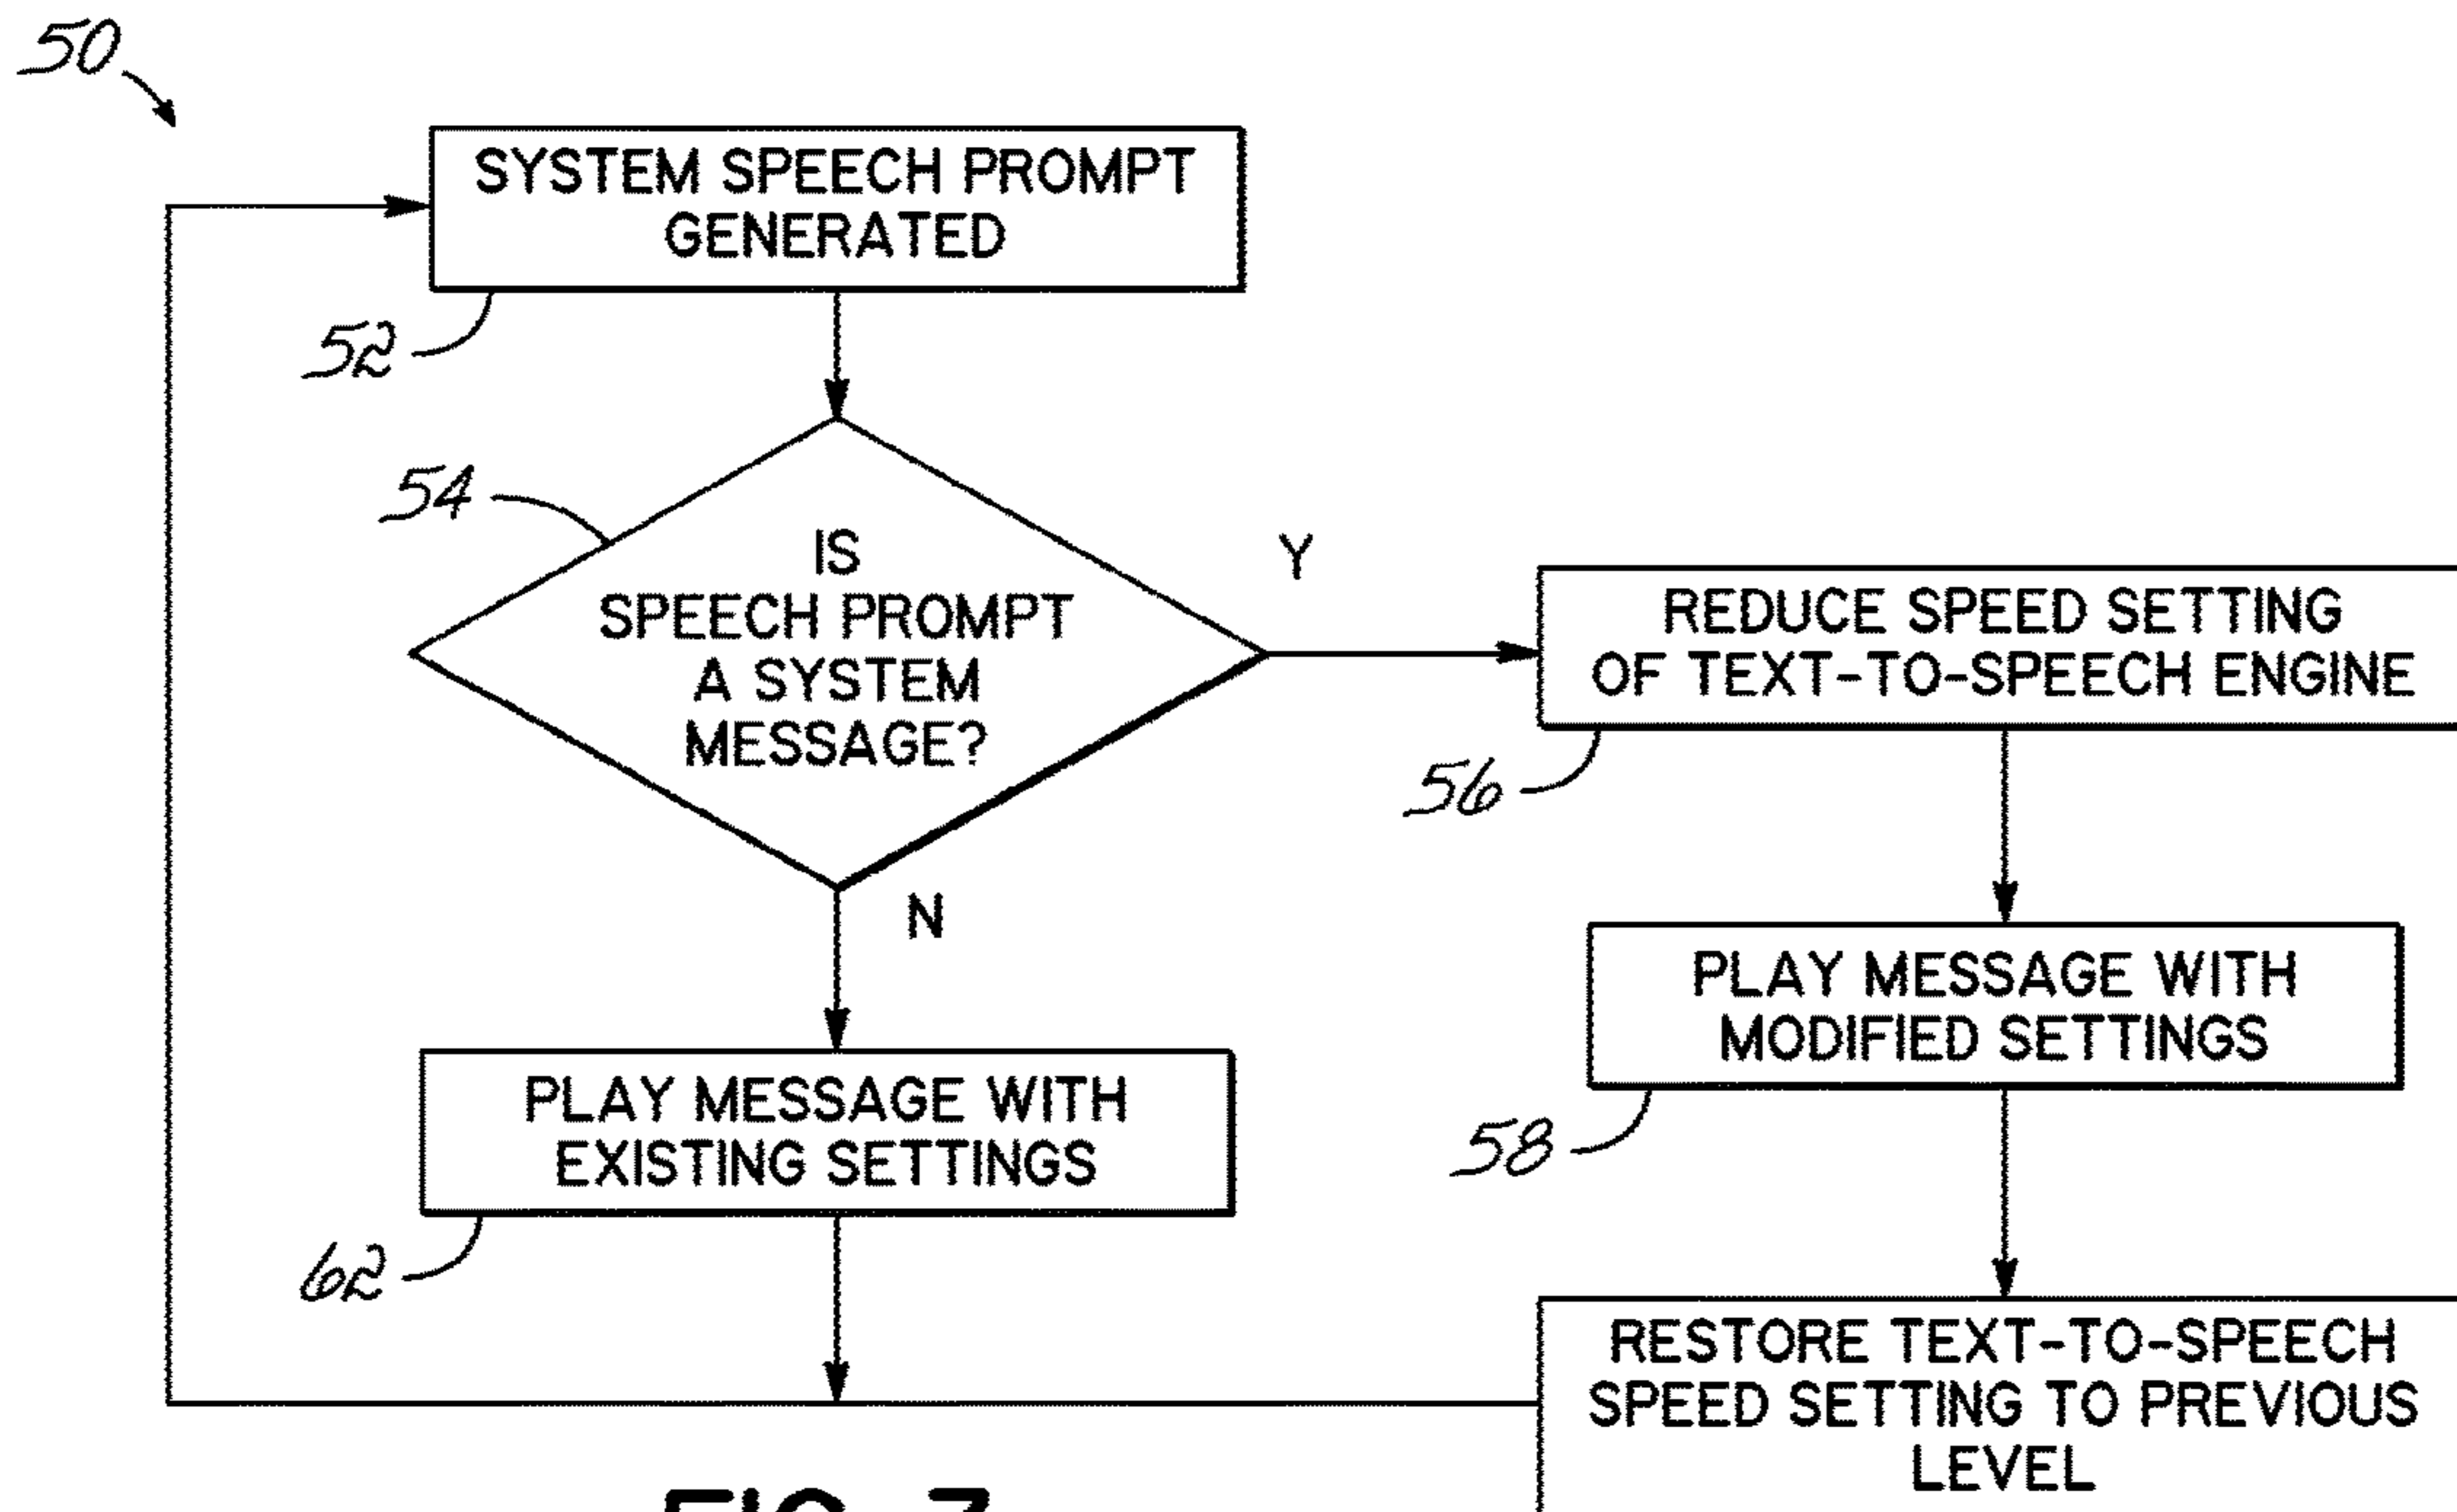 50
SYSTEM SPEECH PROMPT
GENERATED
52
54
IS
SPEECH PROMPT
A SYSTEM
MESSAGE?
Y
N
REDUCE SPEED SETTING
OF TEXT-TO-SPEECH ENGINE
56
PLAY MESSAGE WITH
MODIFIED SETTINGS
58
PLAY MESSAGE WITH
EXISTING SETTINGS
62
RESTORE TEXT-TO-SPEECH
SPEED SETTING TO PREVIOUS
LEVEL